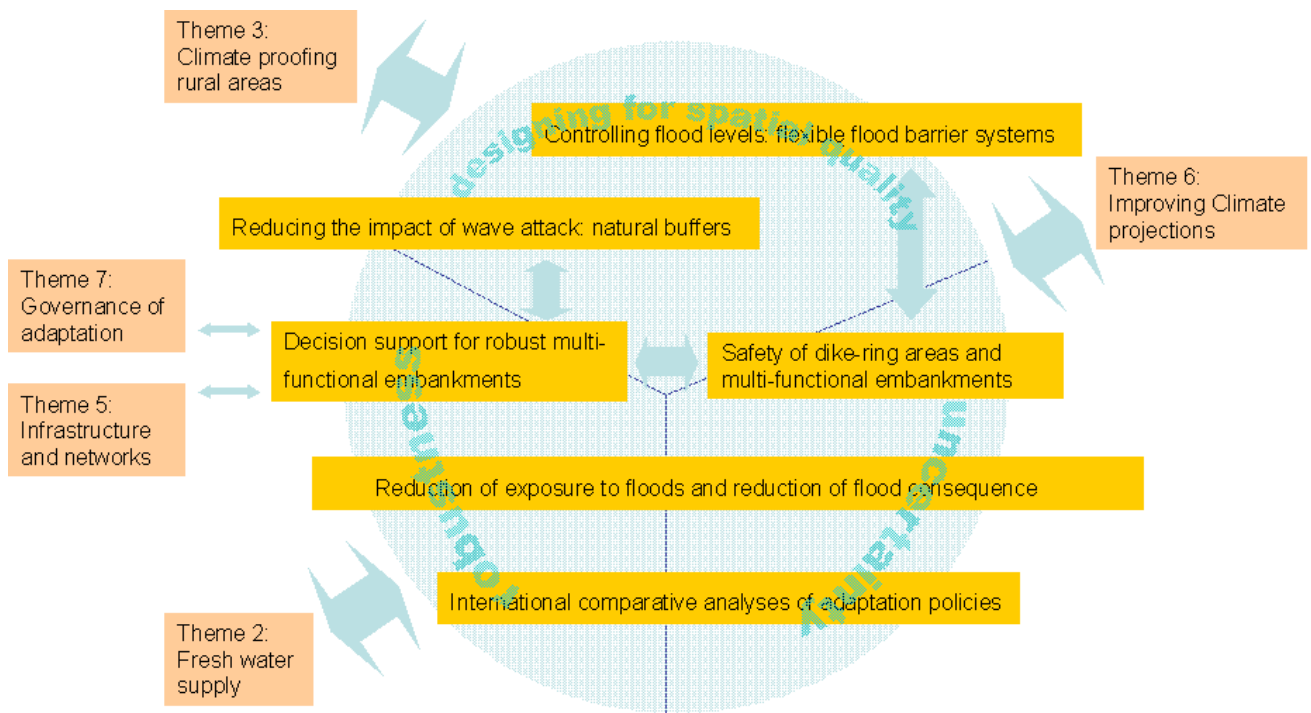 Theme 3:
Climate proofing
rural areas
designing for spatial quality
Controlling flood levels: flexible flood barrier systems
Theme 6:
Improving Climate
projections
Reducing the impact of wave attack: natural buffers
Theme 7:
Governance of
adaptation
Decision support for robust multi-
functional embankments
Safety of dike-ring areas and
multi-functional embankments
Theme 5:
Infrastructure
and networks
robustness
uncertainty
Reduction of exposure to floods and reduction of flood consequence
International comparative analyses of adaptation policies
Theme 2:
Fresh water
supply